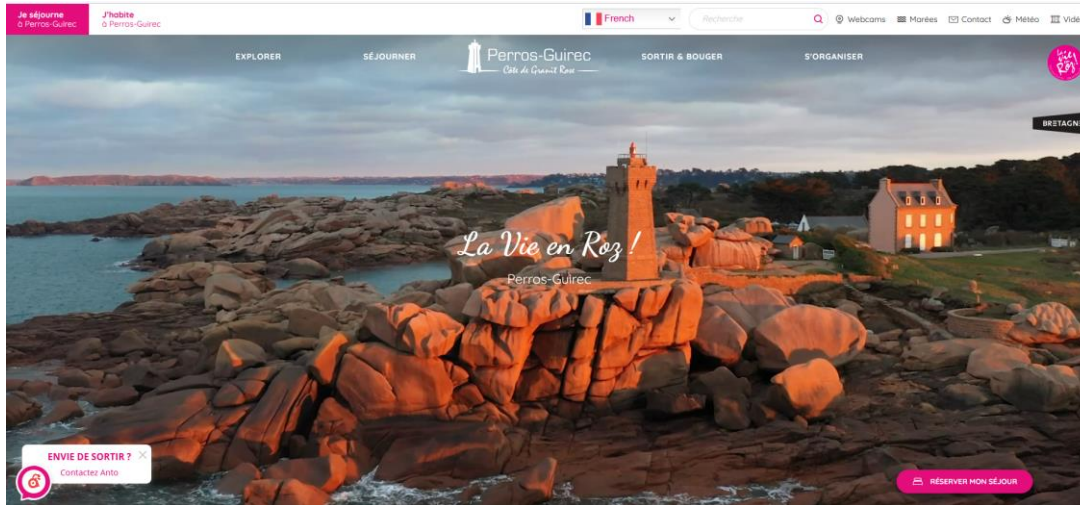 Je séjourne
à Perros-Guirec
J'habite
à Perros-Guirec
French
Recherche
Webcams
Marées
Contact
Météo
EXPLORER
SÉJOURNER
Perros-Guirec
Côte de Granit Rose
SORTIR & BOUGER
S'ORGANISER
La Vie en Roz !
Perros-Guirec
ENVIE DE SORTIR ?
Contactez Anto
RÉSERVER MON SÉJOUR